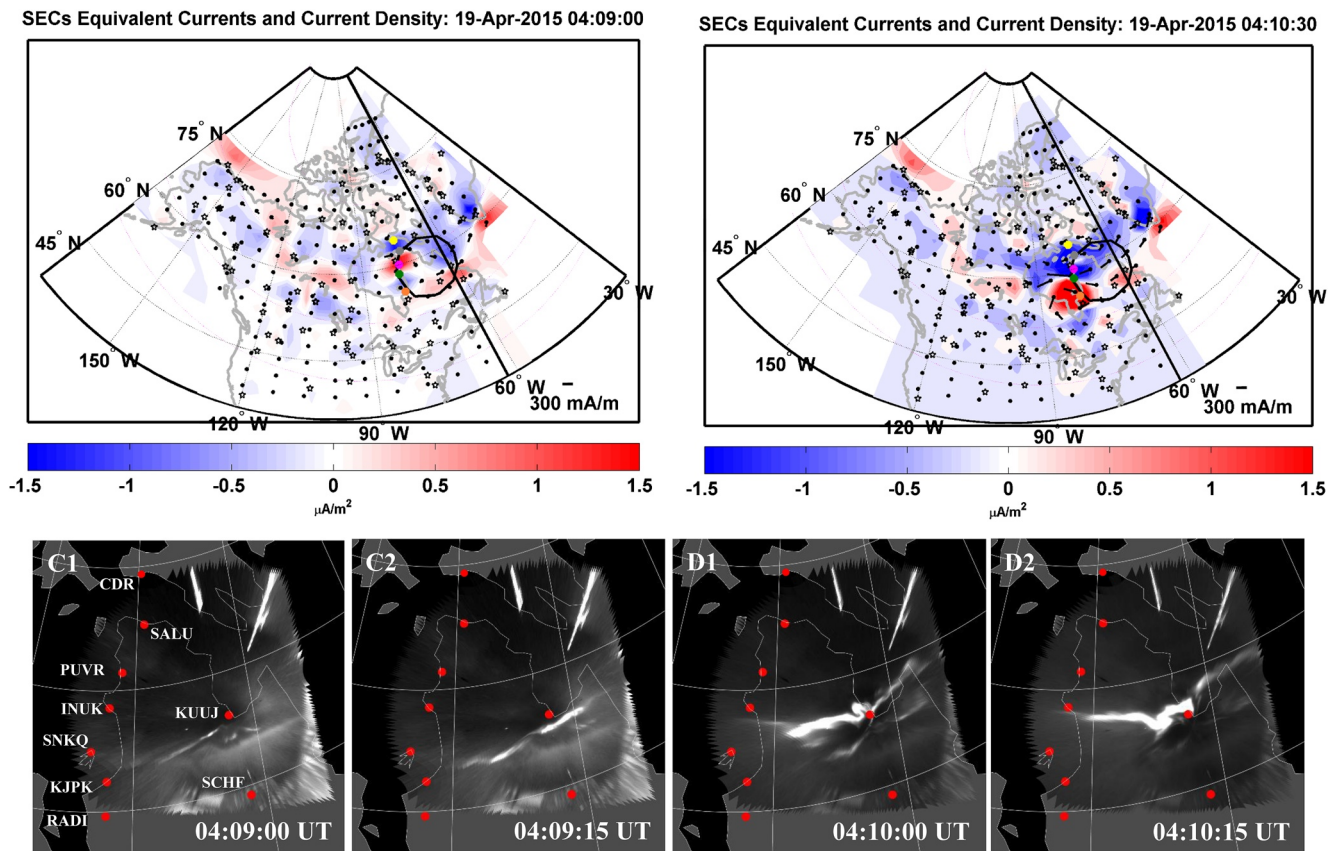 SECs Equivalent Currents and Current Density: 19-Apr-2015 04:09:00
75° N
60° N
45° N
150° W
120° W
90° W
60° W
30° W
300 mA/m
-1.5 -1 -0.5 0 0.5 1 1.5
μA/m²
SECs Equivalent Currents and Current Density: 19-Apr-2015 04:10:30
75° N
60° N
45° N
150° W
120° W
90° W
60° W
30° W
300 mA/m
-1.5 -1 -0.5 0 0.5 1 1.5
μA/m²
C1
CDR
SALU
PUVR
INUK
KUUJ
SNKQ
KJPK
SCHF
RADI
04:09:00 UT
C2
04:09:15 UT
D1
04:10:00 UT
D2
04:10:15 UT